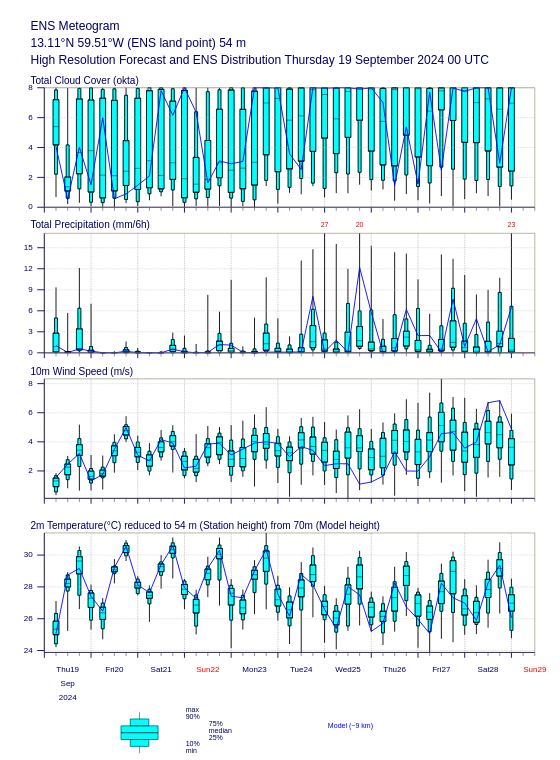 ENS Meteogram
13.11°N 59.51°W (ENS land point) 54 m
High Resolution Forecast and ENS Distribution Thursday 19 September 2024 00 UTC
Total Cloud Cover (okta)
8
6
4
2
0
Total Precipitation (mm/6h)
27 20 23
15
12
9
6
3
0
10m Wind Speed (m/s)
8
6
4
2
2m Temperature(°C) reduced to 54 m (Station height) from 70m (Model height)
30
28
26
24
Thu19 Fri20 Sat21 Sun22 Mon23 Tue24 Wed25 Thu26 Fri27 Sat28 Sun29
Sep
2024
max
90%
75%
median
25%
10%
min
Model (~9 km)